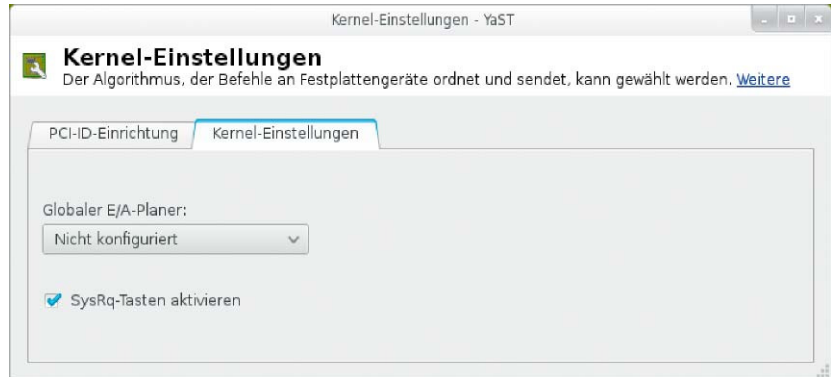 Kernel-Einstellungen - YaST
Kernel-Einstellungen
Der Algorithmus, der Befehle an Festplattengeräte ordnet und sendet, kann gewählt werden. Weitere
PCI-ID-Einrichtung
Kernel-Einstellungen
Globaler E/A-Planer:
Nicht konfiguriert
SysRq-Tasten aktivieren